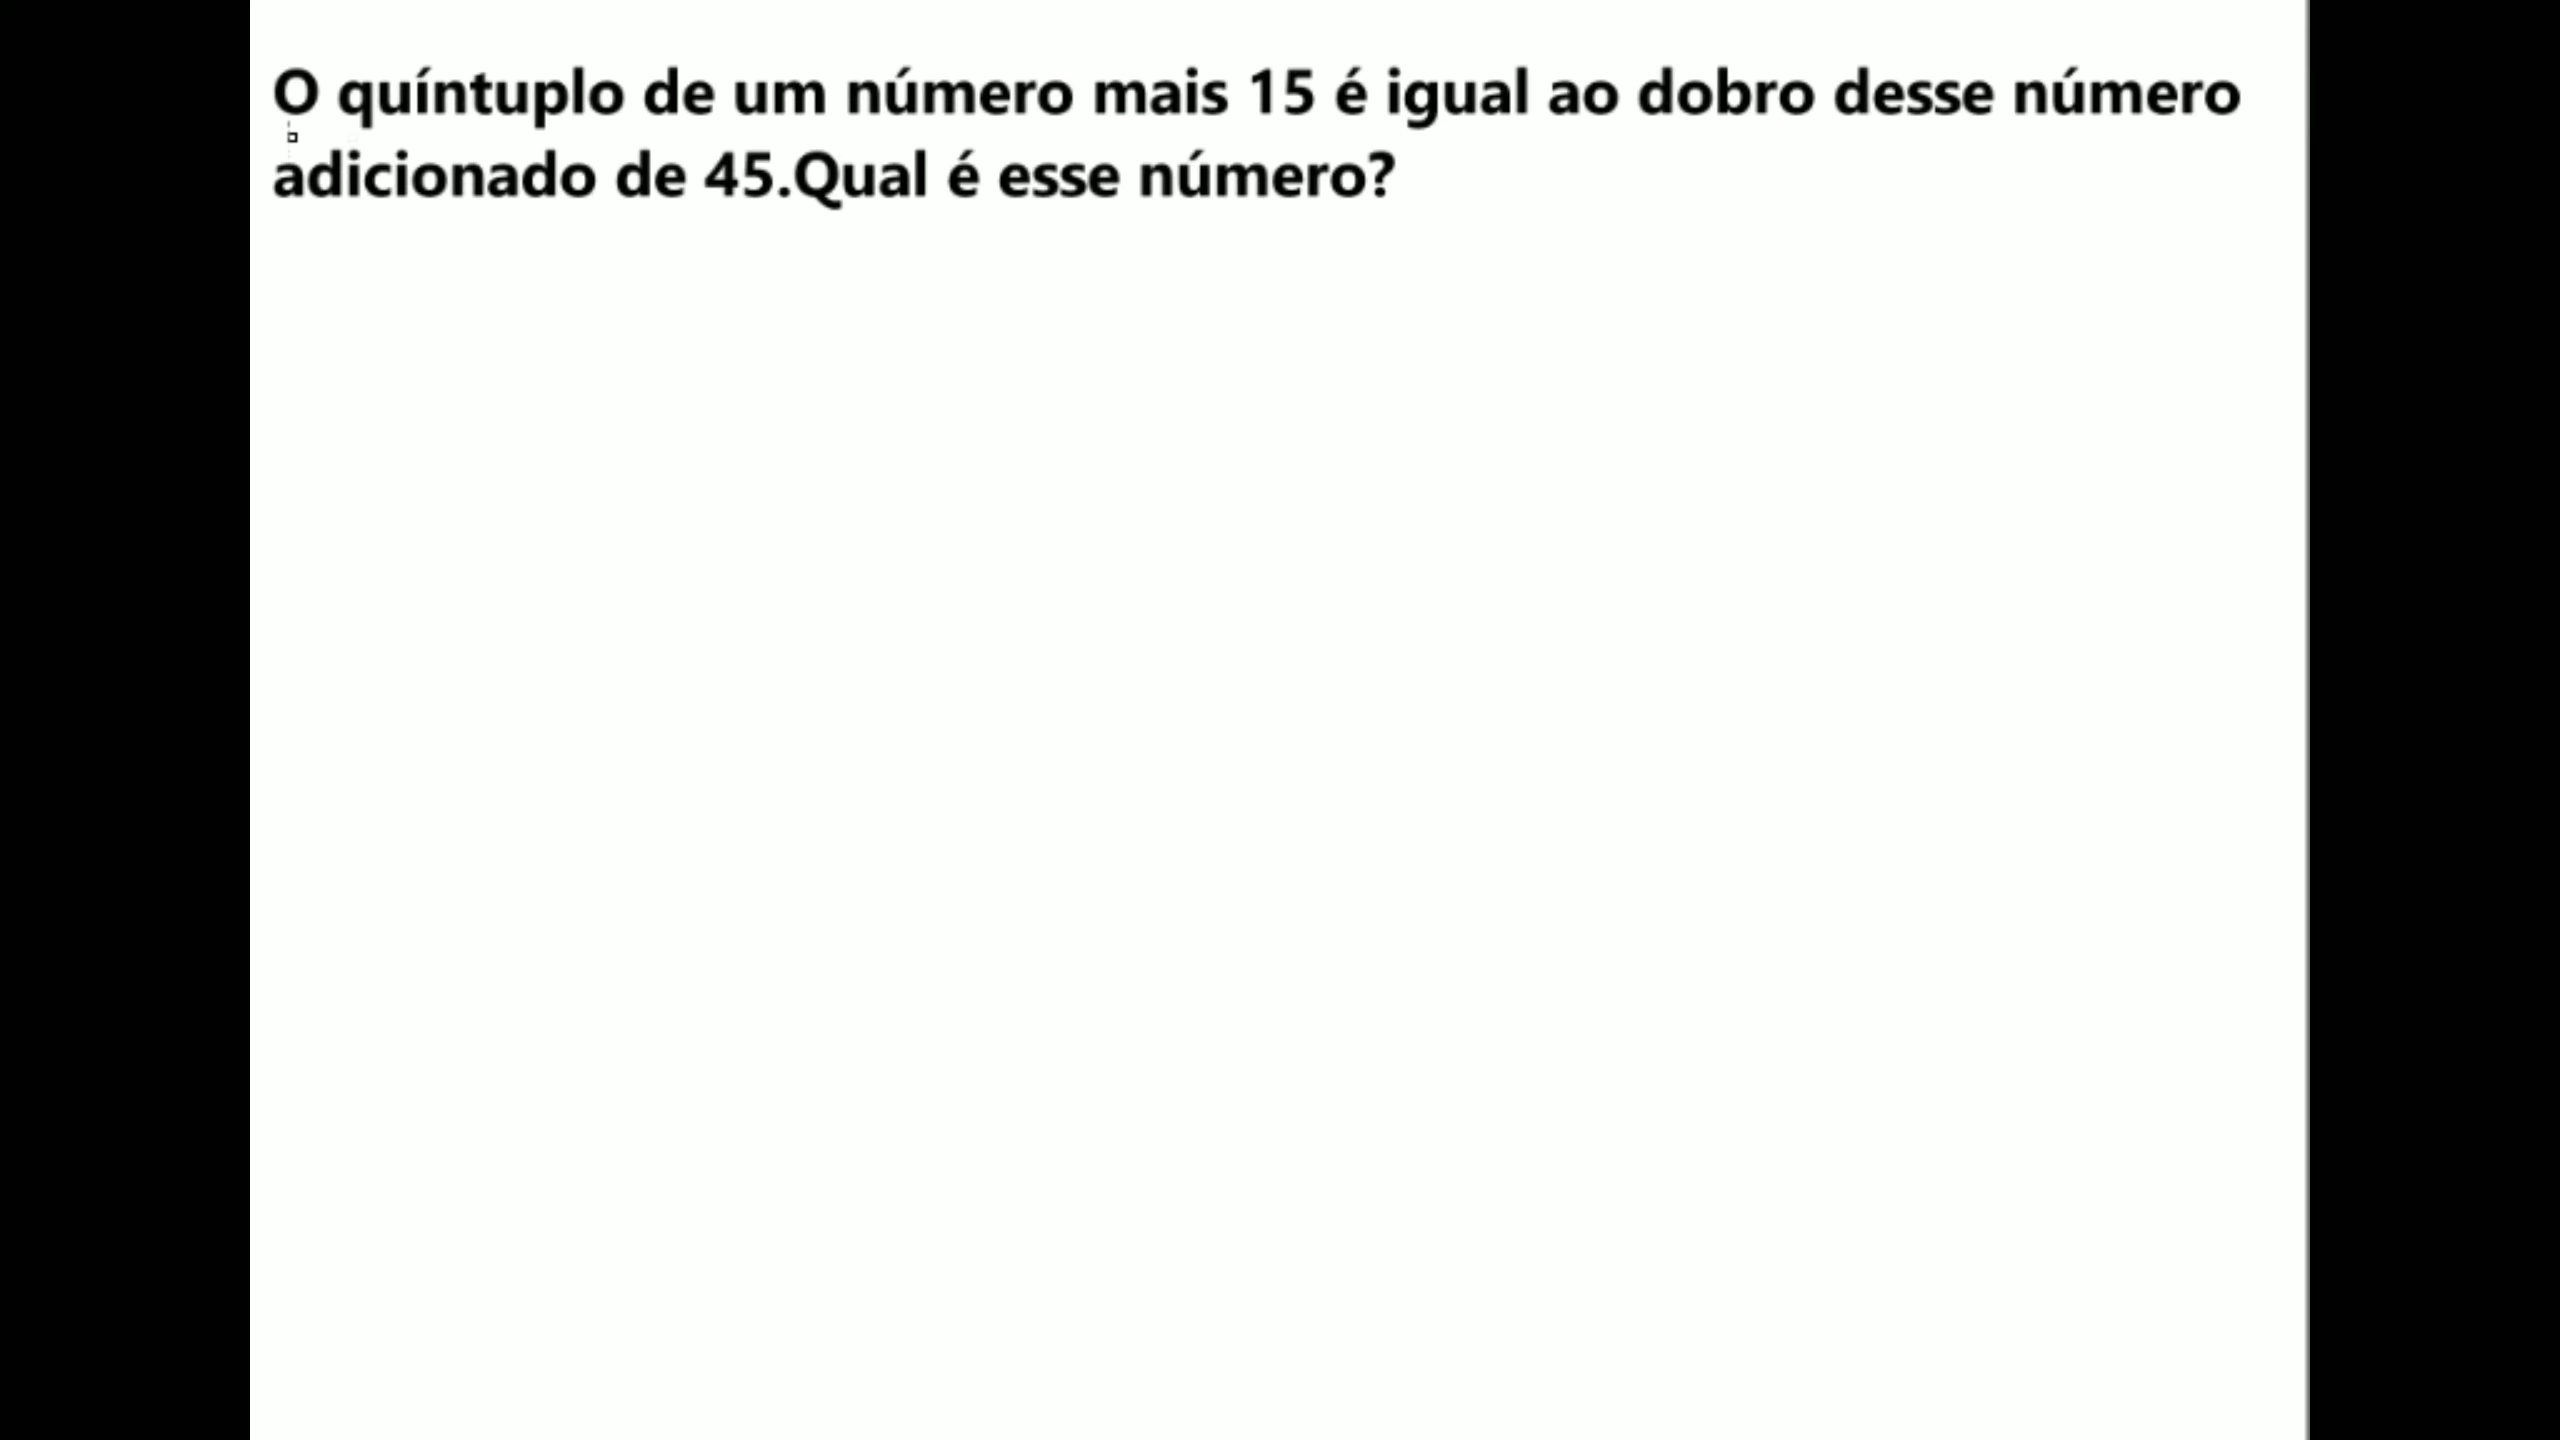 O quíntuplo de um número mais 15 é igual ao dobro desse número
adicionado de 45.Qual é esse número?